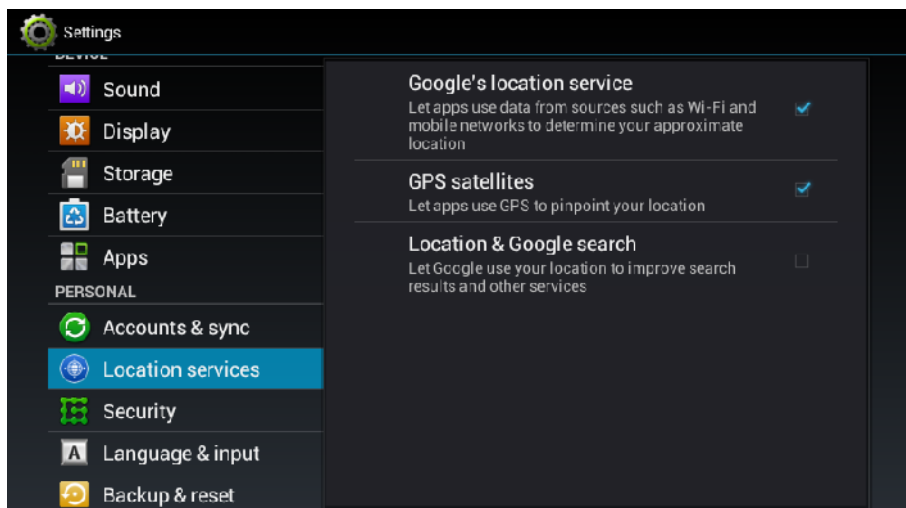 Settings
DEVICE
Sound
Display
Storage
Battery
Apps
PERSONAL
Accounts & sync
Location services
Security
Language & input
Backup & reset
Google's location service
Let apps use data from sources such as Wi-Fi and
mobile networks to determine your approximate
location
GPS satellites
Let apps use GPS to pinpoint your location
Location & Google search
Let Google use your location to improve search
results and other services